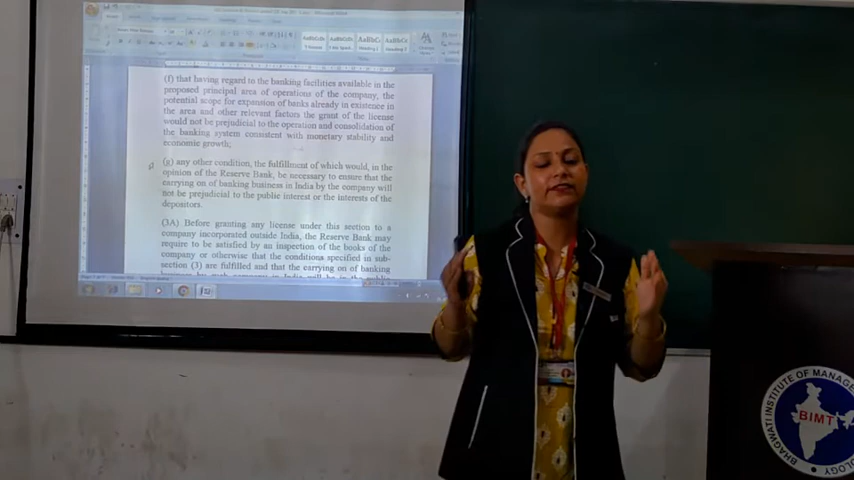 AaBbCcDc AaBbCcDc AaBbCc AaBbCc
(f) that having regard to the banking facilities available in the
proposed principal area of operations of the company, the
potential scope for expansion of banks already in existence in
the area and other relevant factors the grant of the license
would not be prejudicial to the operation and consolidation of
the banking system consistent with monetary stability and
economic growth;
(g) any other condition, the fulfillment of which would, in the
opinion of the Reserve Bank, be necessary to ensure that the
carrying on of banking business in India by the company will
not be prejudicial to the public interest or the interests of the
depositors.
(3A) Before granting any license under this section to a
company incorporated outside India, the Reserve Bank may
require to be satisfied by an inspection of the books of the
company or otherwise that the conditions specified in sub-
section (3) are fulfilled and that the carrying on of banking
BHAGWATI INSTITUTE OF MANAGE
BIMT
INDIA